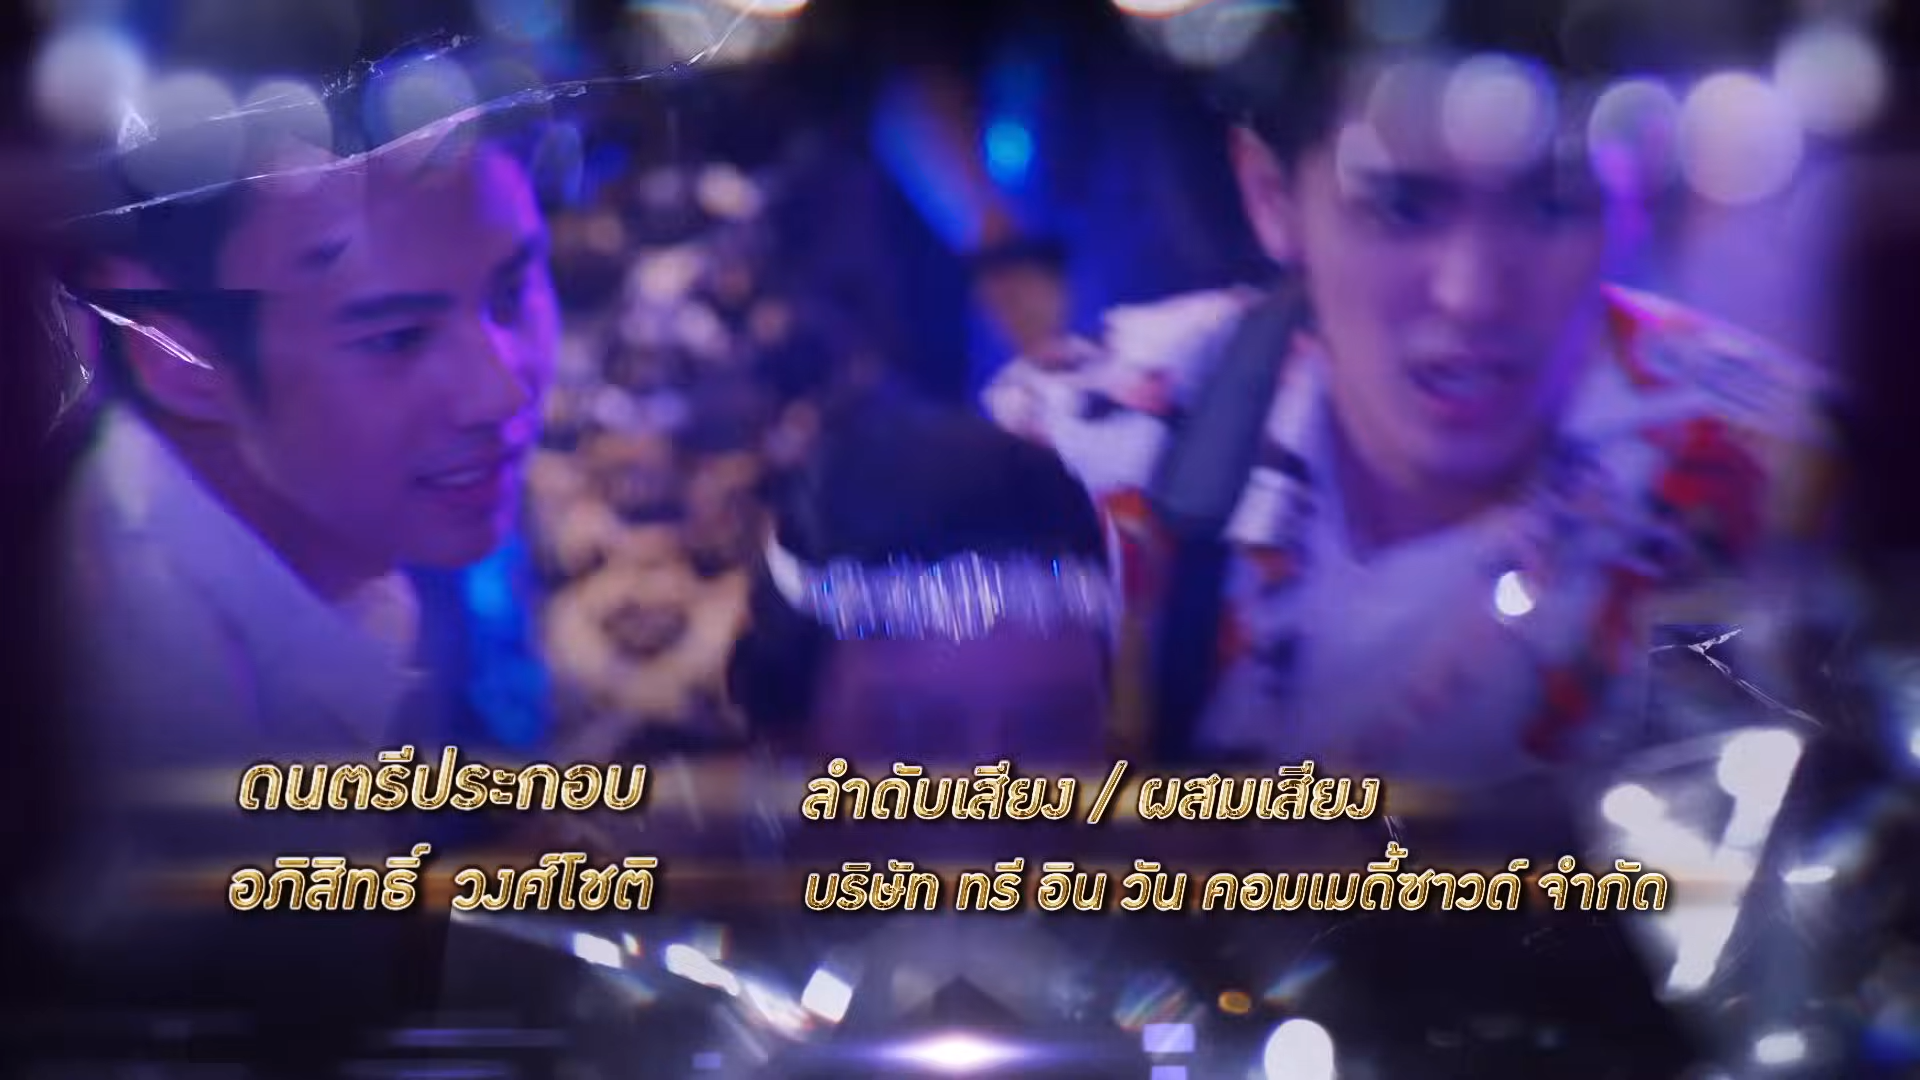 ดนตรีประกอบ
อภิสิทธิ์ วงศ์โชติ
ลำดับเสียง / ผสมเสียง
บริษัท ทรี อิน วัน คอมเมดี้ซาวด์ จำกัด